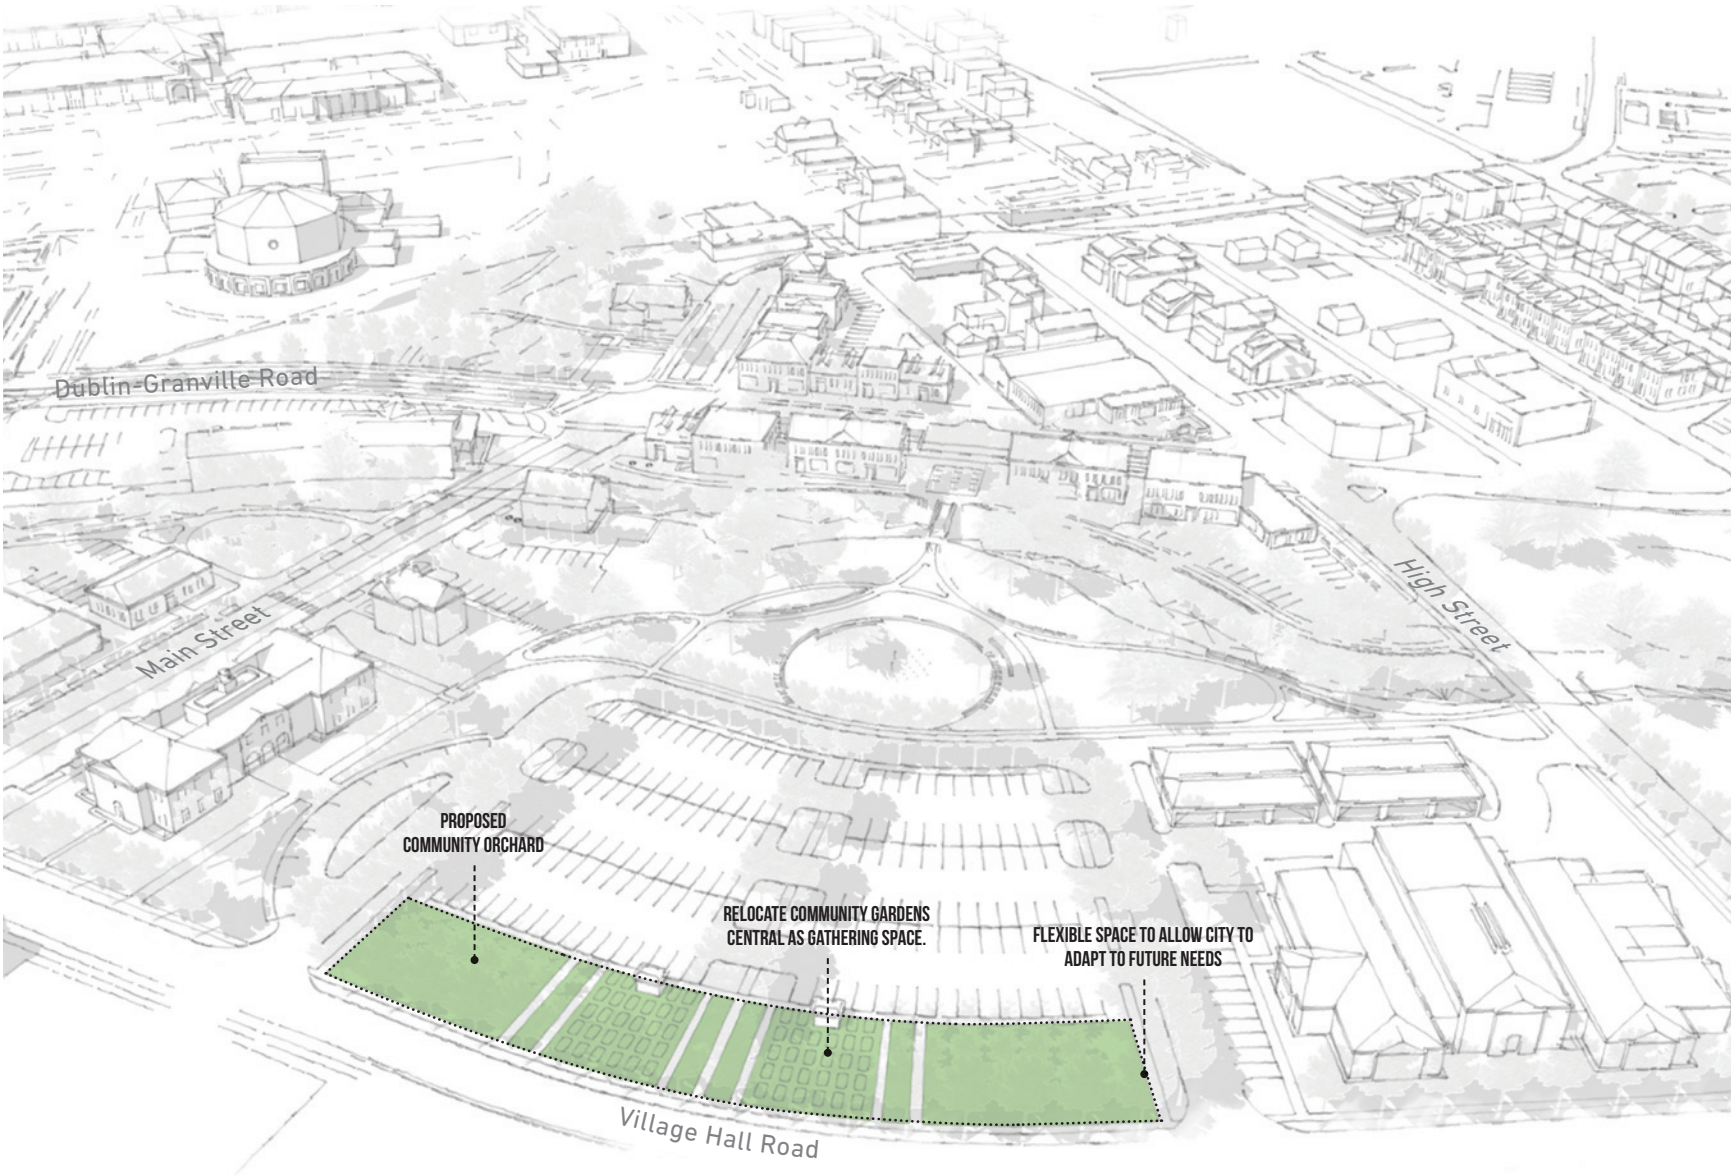 Dublin-Granville Road
High Street
Main Street
PROPOSED
COMMUNITY ORCHARD
RELOCATE COMMUNITY GARDENS
CENTRAL AS GATHERING SPACE.
FLEXIBLE SPACE TO ALLOW CITY TO
ADAPT TO FUTURE NEEDS
Village Hall Road